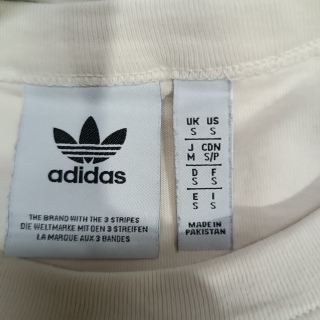 adidas
THE BRAND WITH THE 3 STRIPES
DIE WELTMARKE MIT DEN 3 STREIFEN
LA MARQUE AUX 3 BANDES
UK US
S S
J CDN
M S/P
D F
S S
E I
S S
MADE IN
PAKISTAN